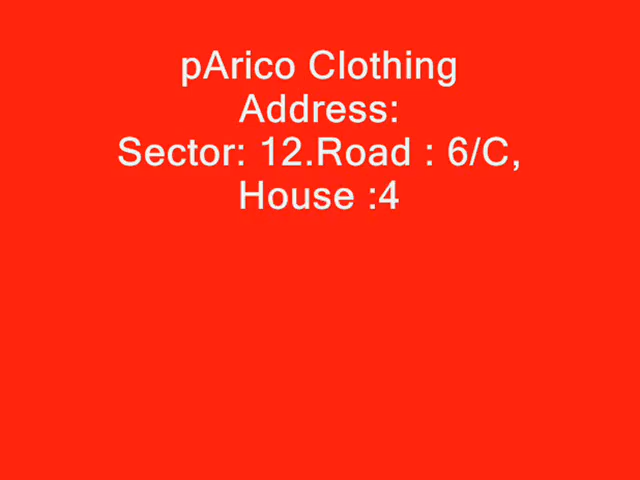 pArico Clothing
Address:
Sector: 12.Road : 6/C,
House :4